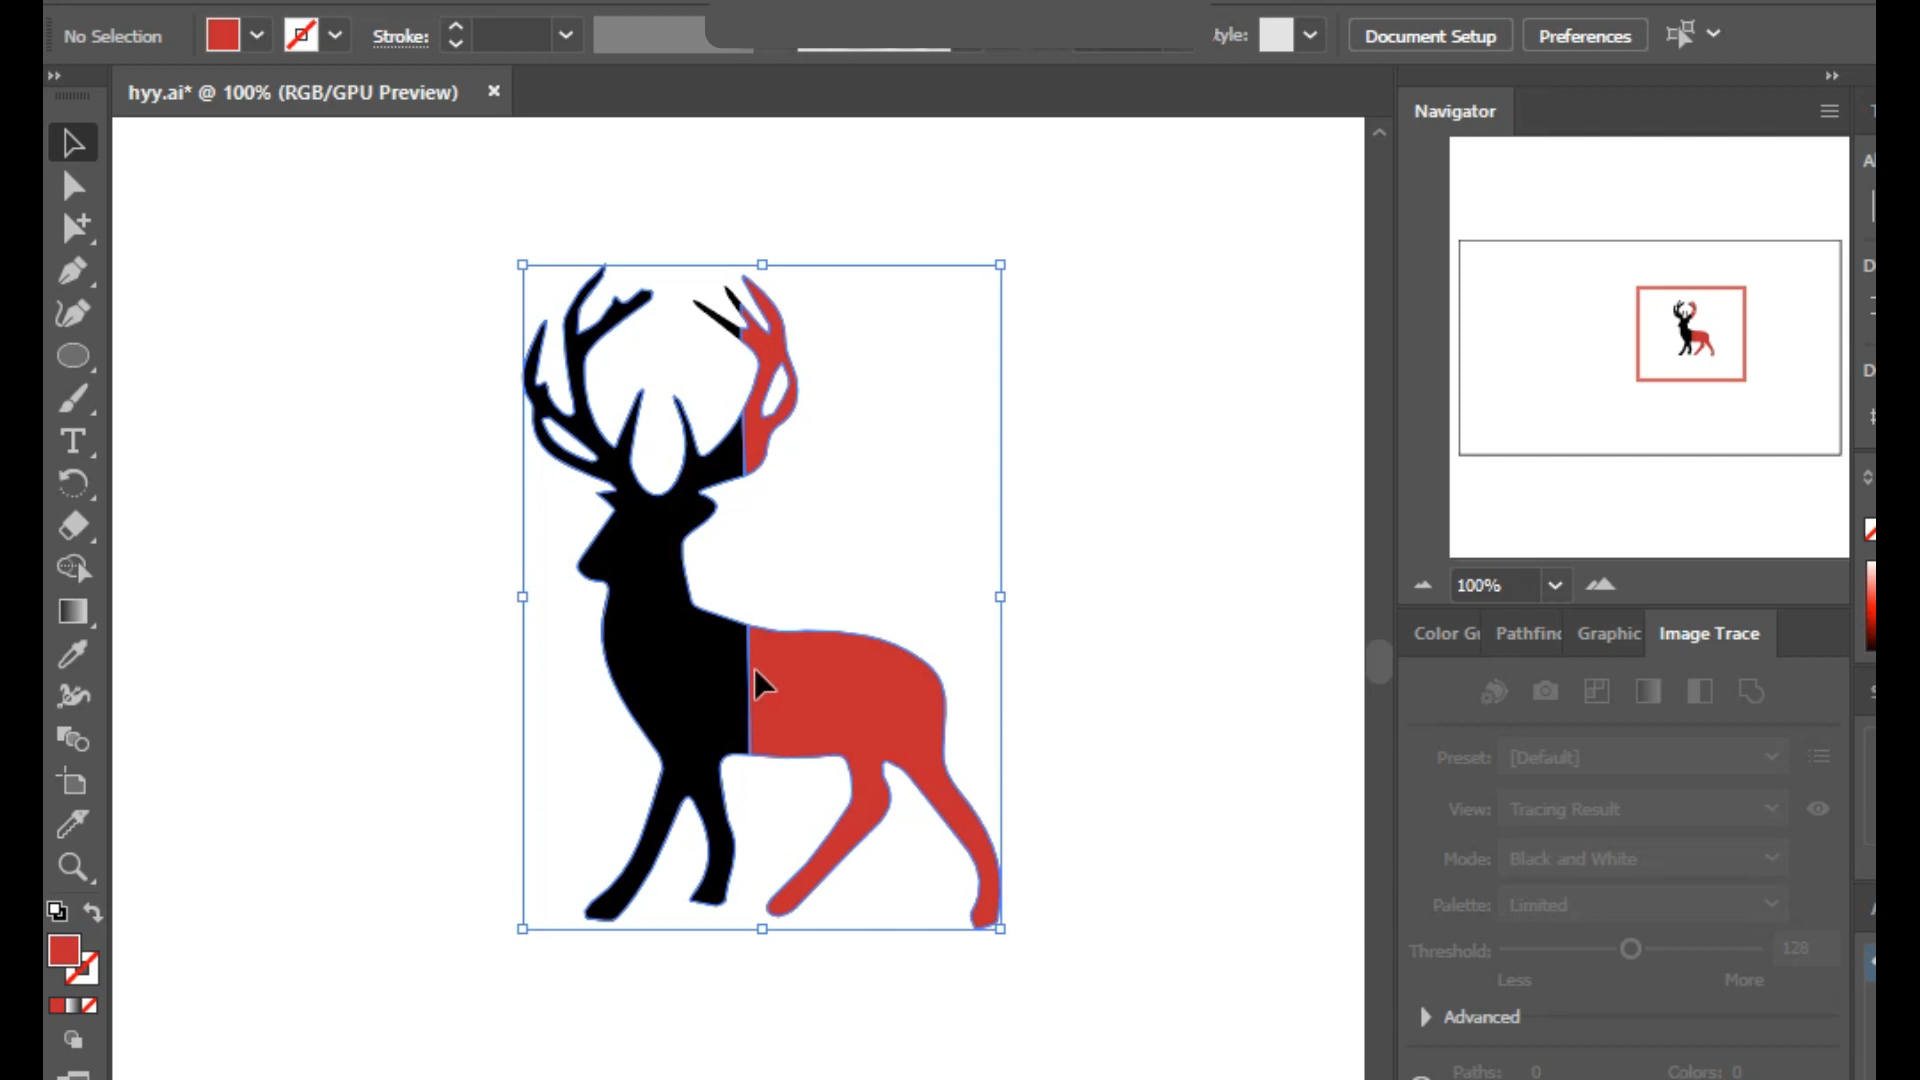 No Selection
Stroke:
tyle:
Document Setup
Preferences
hyy.ai* @ 100% (RGB/GPU Preview)
Navigator
100%
Color Gu
Pathfind
Graphic
Image Trace
Preset: [Default]
View: Tracing Result
Mode: Black and White
Palette: Limited
Threshold: 128
Less More
Advanced
Paths: 0 Colors: 0